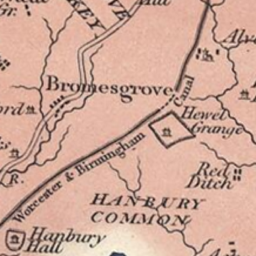 Bromesgrove
Hewel
Grange
Canal
Worcester & Birmingham
Red
Ditch
HANBURY
COMMON
R.
Hanbury
Hall